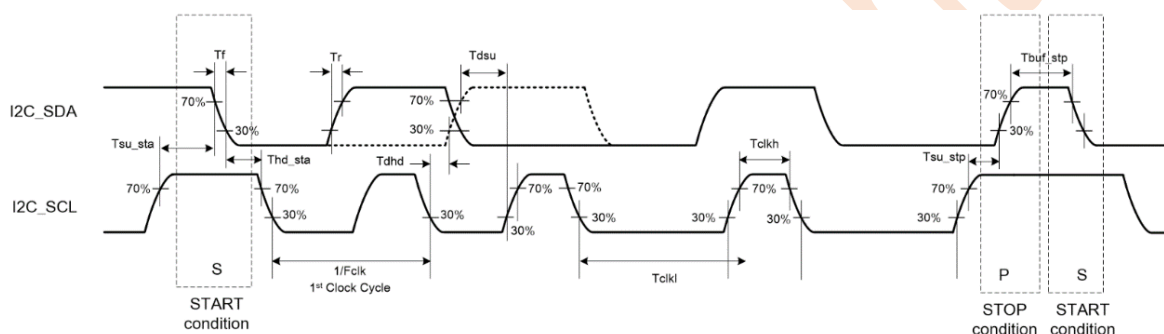 Tf
Tr
Tdsu
Tbuf_stp
I2C_SDA
70%
30%
70%
30%
70%
30%
Tsu_sta
Thd_sta
Tdhd
Tclkh
Tsu_stp
I2C_SCL
70%
70%
30%
30%
70%
30%
70%
30%
70%
30%
70%
30%
70%
30%
S
1/Fclk
1st Clock Cycle
Tclkl
P
S
START
condition
STOP
condition
START
condition